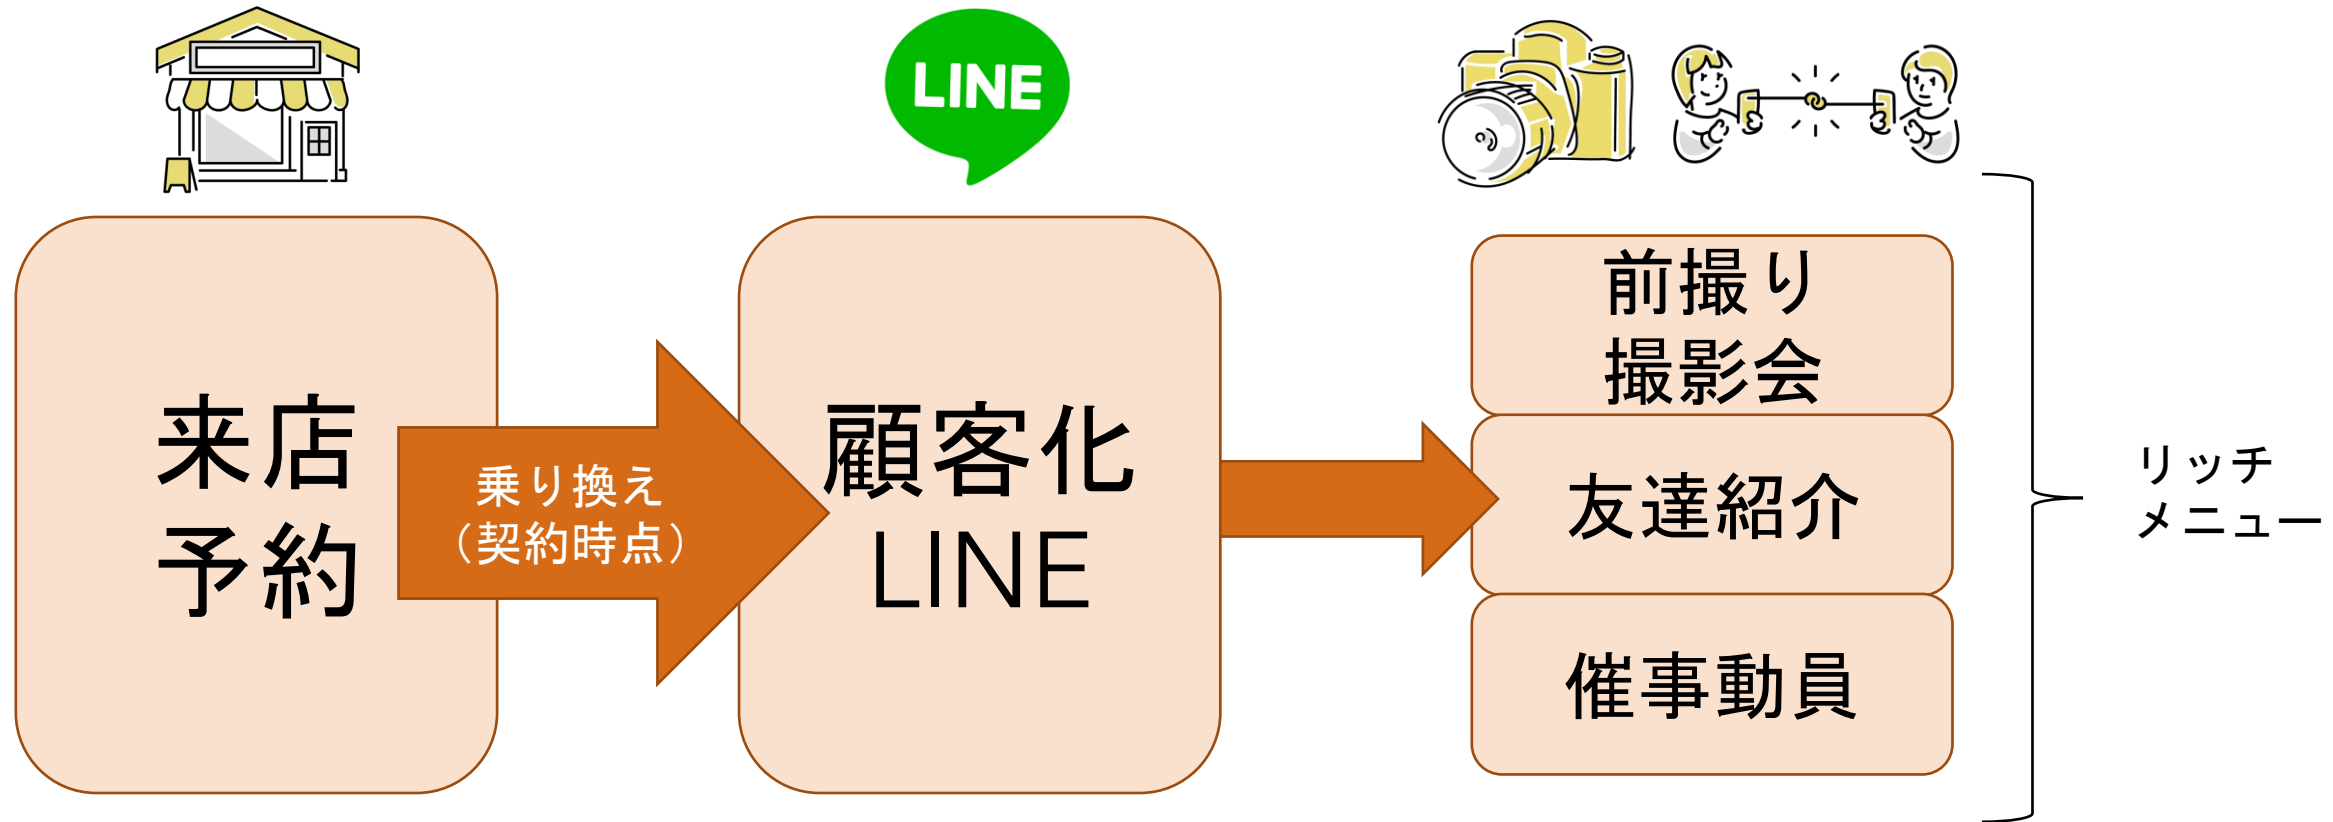 LINE
来店
予約
乗り換え
（契約時点）
顧客化
LINE
前撮り
撮影会
友達紹介
催事動員
リッチ
メニュー